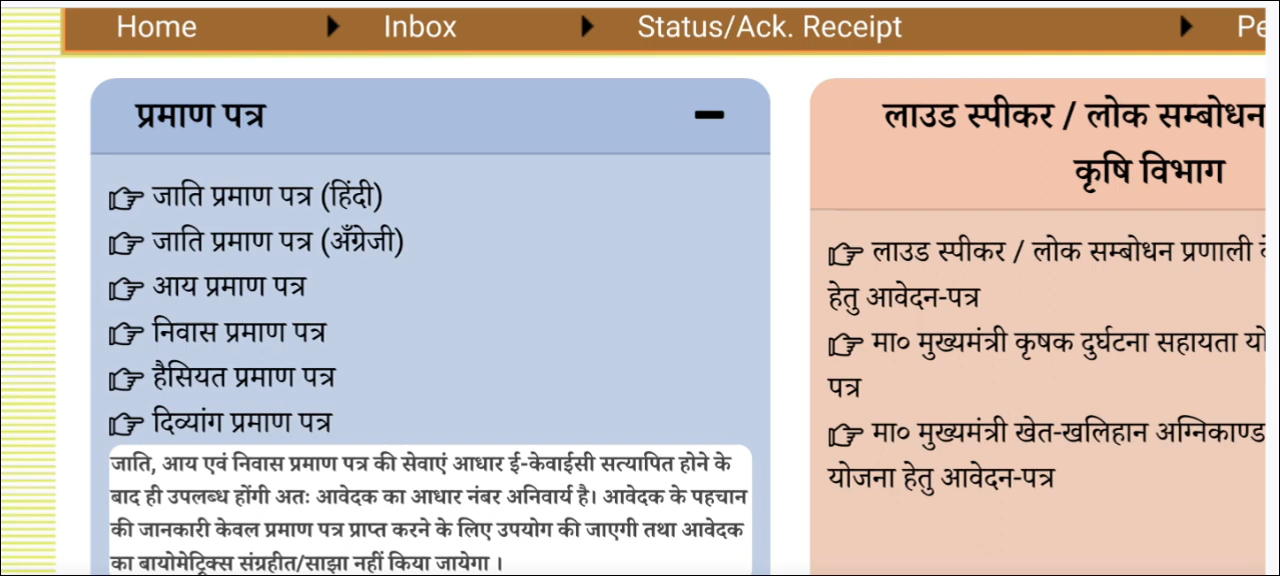 Home Inbox Status/Ack. Receipt
प्रमाण पत्र
जाति प्रमाण पत्र (हिंदी)
जाति प्रमाण पत्र (अँग्रेजी)
आय प्रमाण पत्र
निवास प्रमाण पत्र
हैसियत प्रमाण पत्र
दिव्यांग प्रमाण पत्र
जाति, आय एवं निवास प्रमाण पत्र की सेवाएं आधार ई-केवाईसी सत्यापित होने के
बाद ही उपलब्ध होंगी अतः आवेदक का आधार नंबर अनिवार्य है। आवेदक के पहचान
की जानकारी केवल प्रमाण पत्र प्राप्त करने के लिए उपयोग की जाएगी तथा आवेदक
का बायोमेट्रिक्स संग्रहीत/साझा नहीं किया जायेगा ।
लाउड स्पीकर / लोक सम्बोधन
कृषि विभाग
लाउड स्पीकर / लोक सम्बोधन प्रणाली
हेतु आवेदन-पत्र
मा० मुख्यमंत्री कृषक दुर्घटना सहायता
पत्र
मा० मुख्यमंत्री खेत-खलिहान अग्निकाण्ड
योजना हेतु आवेदन-पत्र